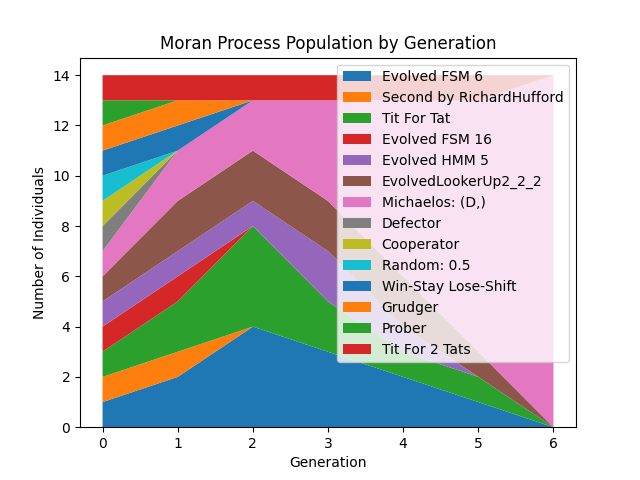 Moran Process Population by Generation
Number of Individuals
14
12
10
8
6
4
2
0
Evolved FSM 6
Second by RichardHufford
Tit For Tat
Evolved FSM 16
Evolved HMM 5
EvolvedLookerUp2_2_2
Michaelos: (D,)
Defector
Cooperator
Random: 0.5
Win-Stay Lose-Shift
Grudger
Prober
Tit For 2 Tats
0 1 2 3 4 5 6
Generation